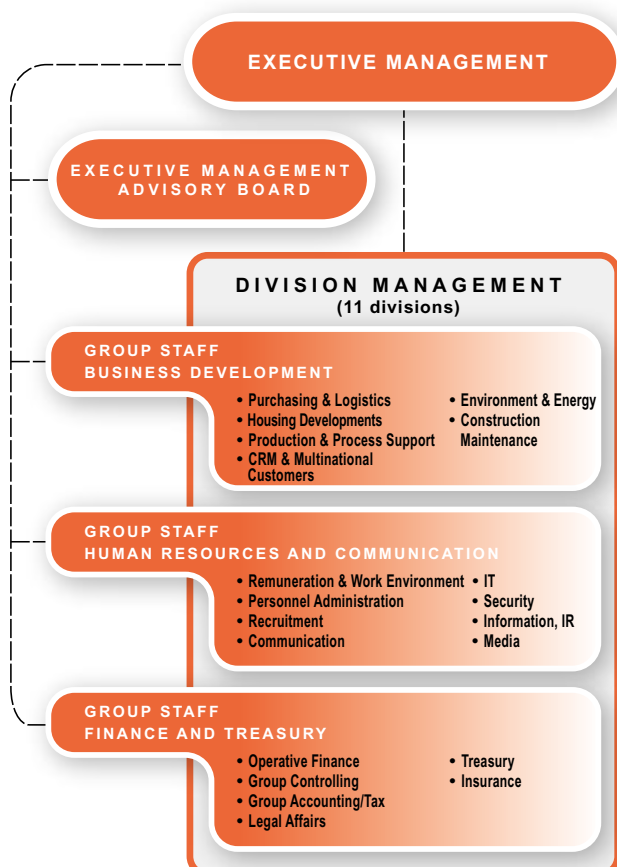 EXECUTIVE MANAGEMENT
EXECUTIVE MANAGEMENT
ADVISORY BOARD
DIVISION MANAGEMENT
(11 divisions)
GROUP STAFF
BUSINESS DEVELOPMENT
• Purchasing & Logistics
• Housing Developments
• Production & Process Support
• CRM & Multinational
Customers
• Environment & Energy
• Construction
Maintenance
GROUP STAFF
HUMAN RESOURCES AND COMMUNICATION
• Remuneration & Work Environment
• Personnel Administration
• Recruitment
• Communication
• IT
• Security
• Information, IR
• Media
GROUP STAFF
FINANCE AND TREASURY
• Operative Finance
• Group Controlling
• Group Accounting/Tax
• Legal Affairs
• Treasury
• Insurance